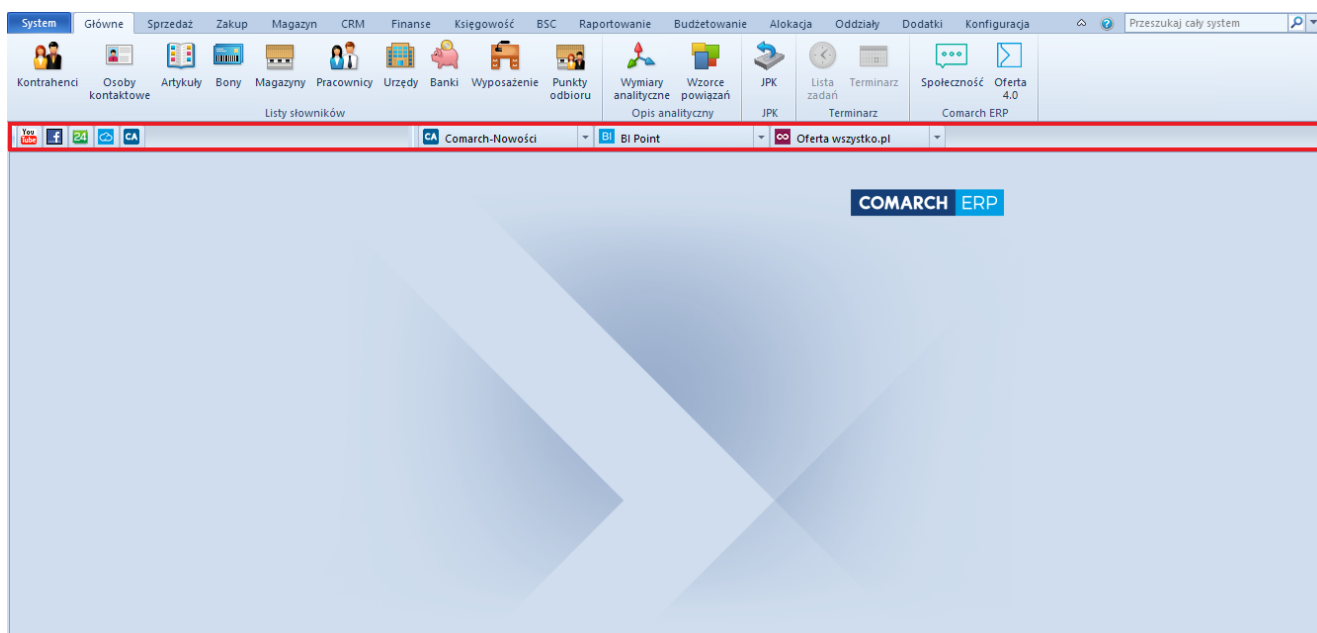 System Główne Sprzedaż Zakup Magazyn CRM Finanse Księgowość BSC Raportowanie Budżetowanie Alokacja Oddziały Dodatki Konfiguracja Przeszukaj cały system
Kontrahenci Osoby Artykuły Bony Magazyny Pracownicy Urzędy Banki Wyposażenie Punkty Wymiary Wzorce JPK Lista Terminarz Społeczność Oferta
kontaktowe odbioru analityczne powiązań zadań 4.0
Listy słowników Opis analityczny JPK Terminarz Comarch ERP
You Tube f 24 CA CA Comarch-Nowości BI BI Point Oferta wszystko.pl
COMARCH ERP